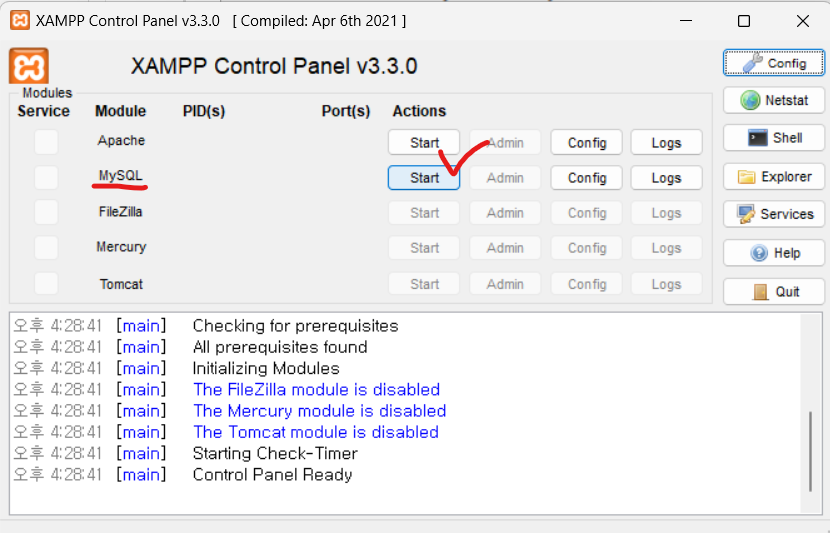 XAMPP Control Panel v3.3.0 [ Compiled: Apr 6th 2021 ]
XAMPP Control Panel v3.3.0
Config
Modules
Service Module PID(s) Port(s) Actions
Netstat
Apache Start Admin Config Logs
Shell
MySQL Start Admin Config Logs
Explorer
FileZilla Start Admin Config Logs
Services
Mercury Start Admin Config Logs
Help
Tomcat Start Admin Config Logs
Quit
오후 4:28:41 [main] Checking for prerequisites
오후 4:28:41 [main] All prerequisites found
오후 4:28:41 [main] Initializing Modules
오후 4:28:41 [main] The FileZilla module is disabled
오후 4:28:41 [main] The Mercury module is disabled
오후 4:28:41 [main] The Tomcat module is disabled
오후 4:28:41 [main] Starting Check-Timer
오후 4:28:41 [main] Control Panel Ready